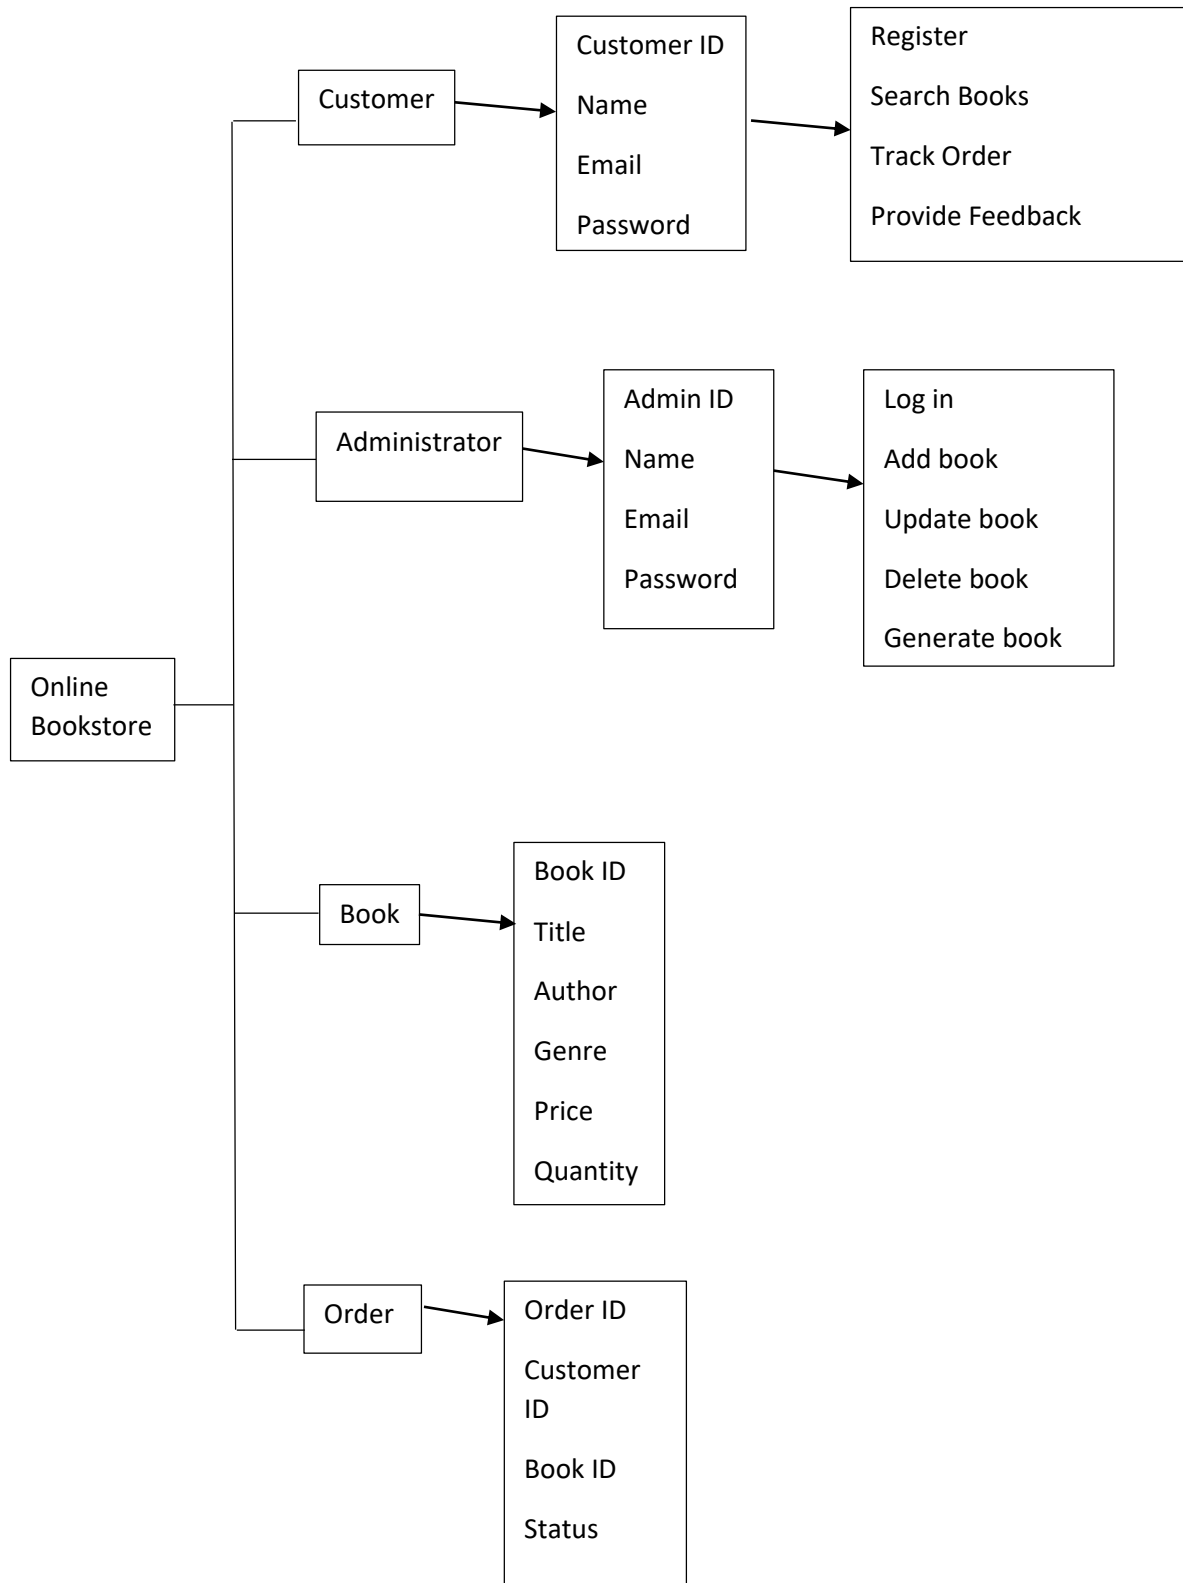 Customer
Customer ID
Name
Email
Password
Register
Search Books
Track Order
Provide Feedback
Administrator
Admin ID
Name
Email
Password
Log in
Add book
Update book
Delete book
Generate book
Online
Bookstore
Book
Book ID
Title
Author
Genre
Price
Quantity
Order
Order ID
Customer
ID
Book ID
Status